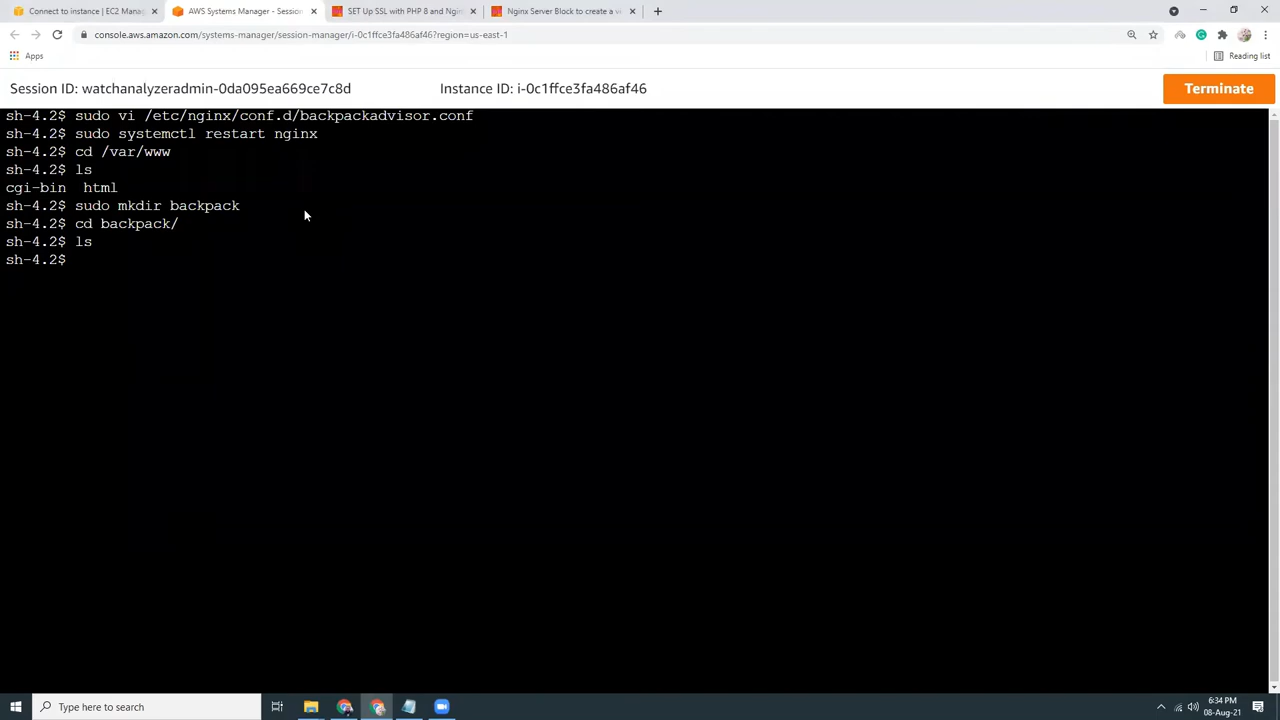 Connect to instance | EC2 Manag
AWS Systems Manager - Session
SET Up SSL with PHP 8 and Nginx
Nginx Server Block to create a vi
console.aws.amazon.com/systems-manager/session-manager/i-0c1ffce3fa486af46?region=us-east-1
Apps
Reading list
Session ID: watchanalyzeradmin-0da095ea669ce7c8d
Instance ID: i-0c1ffce3fa486af46
Terminate
sh-4.2$ sudo vi /etc/nginx/conf.d/backpackadvisor.conf
sh-4.2$ sudo systemctl restart nginx
sh-4.2$ cd /var/www
sh-4.2$ ls
cgi-bin  html
sh-4.2$ sudo mkdir backpack
sh-4.2$ cd backpack/
sh-4.2$ ls
sh-4.2$
Type here to search
6:34 PM
08-Aug-21